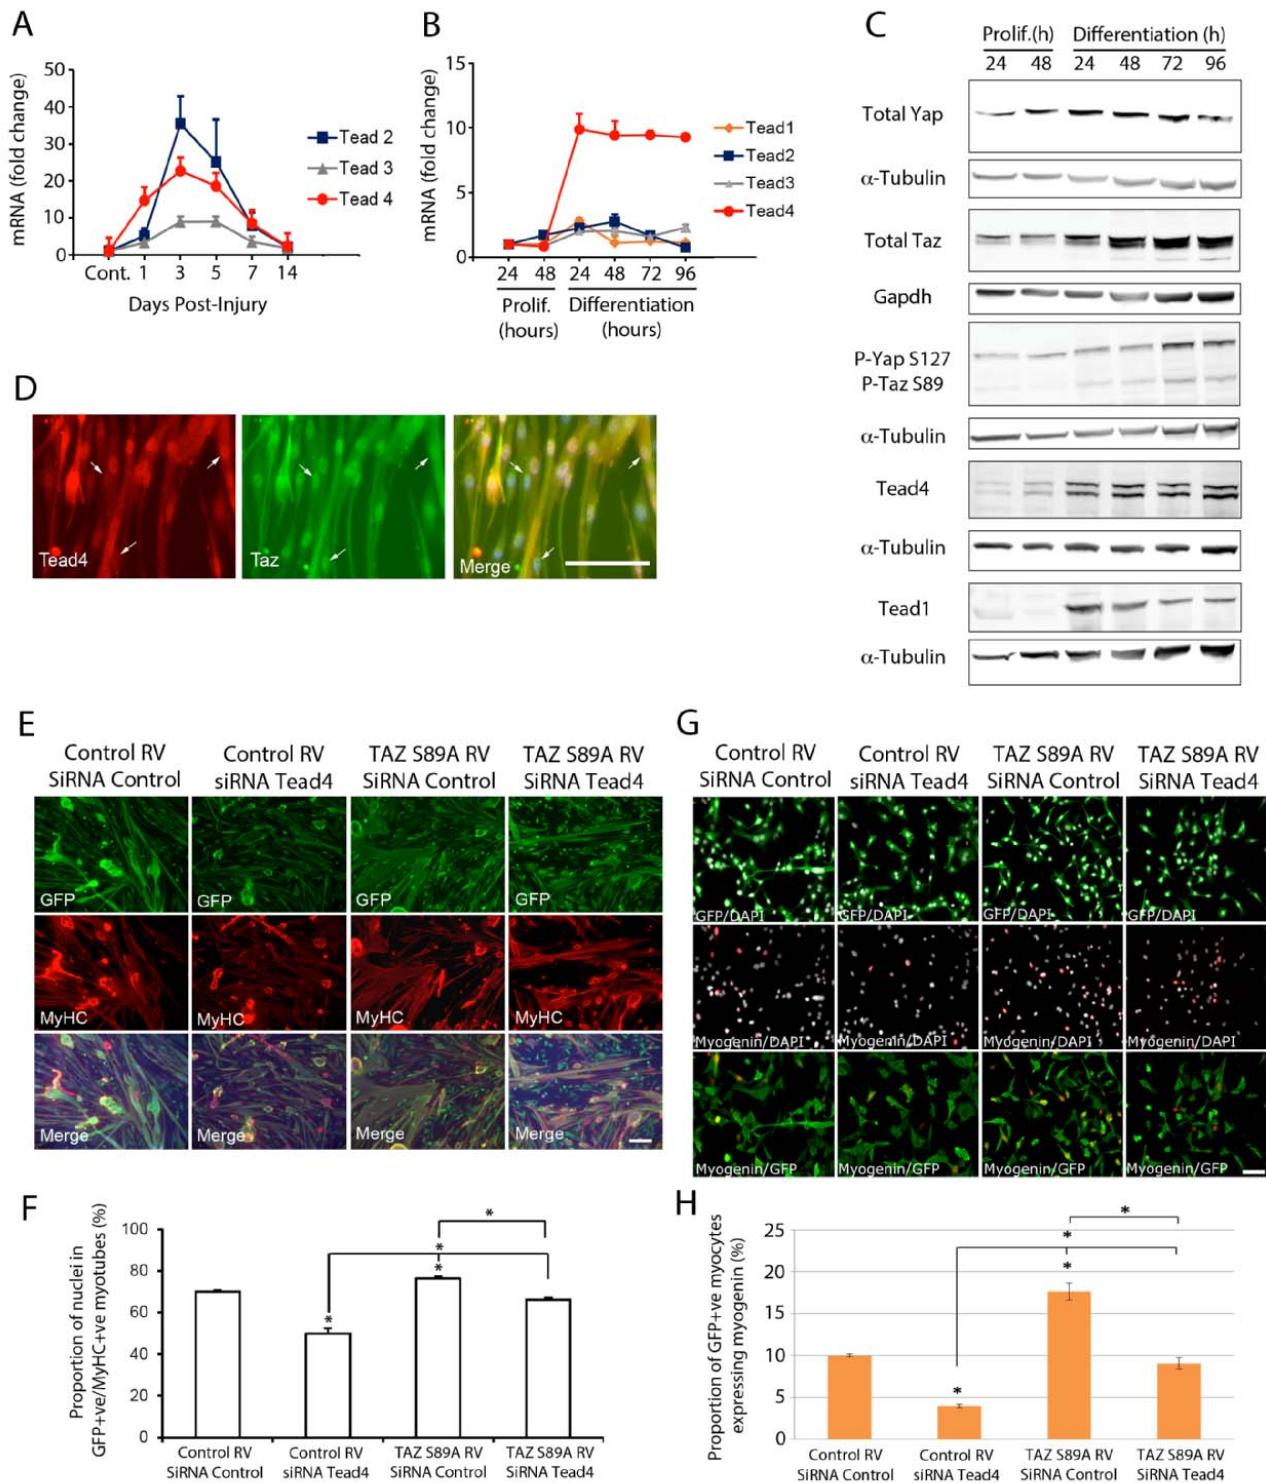 A
mRNA (fold change)
50
40
30
20
10
0
Cont. 1 3 5 7 14
Days Post-Injury
Tead 2
Tead 3
Tead 4
B
mRNA (fold change)
15
10
5
0
24 48 24 48 72 96
Prolif. Differentiation
(hours) (hours)
Tead1
Tead2
Tead3
Tead4
C
Prolif.(h) Differentiation (h)
24 48 24 48 72 96
Total Yap
α-Tubulin
Total Taz
Gapdh
P-Yap S127
P-Taz S89
α-Tubulin
Tead4
α-Tubulin
Tead1
α-Tubulin
D
Tead4 Taz Merge
E
Control RV Control RV TAZ S89A RV TAZ S89A RV
SiRNA Control siRNA Tead4 SiRNA Control SiRNA Tead4
GFP GFP GFP GFP
MyHC MyHC MyHC MyHC
Merge Merge Merge Merge
F
Proportion of nuclei in
GFP+ve/MyHC+ve myotubes (%)
100
80
60
40
20
0
* * * * *
Control RV Control RV TAZ S89A RV TAZ S89A RV
SiRNA Control siRNA Tead4 SiRNA Control SiRNA Tead4
G
Control RV Control RV TAZ S89A RV TAZ S89A RV
SiRNA Control siRNA Tead4 SiRNA Control SiRNA Tead4
GFP/DAPI GFP/DAPI GFP/DAPI GFP/DAPI
Myogenin/DAPI Myogenin/DAPI Myogenin/DAPI Myogenin/DAPI
Myogenin/GFP Myogenin/GFP Myogenin/GFP Myogenin/GFP
H
Proportion of GFP+ve myocytes
expressing myogenin (%)
25
20
15
10
5
0
* * * *
Control RV Control RV TAZ S89A RV TAZ S89A RV
SiRNA Control siRNA Tead4 SiRNA Control SiRNA Tead4